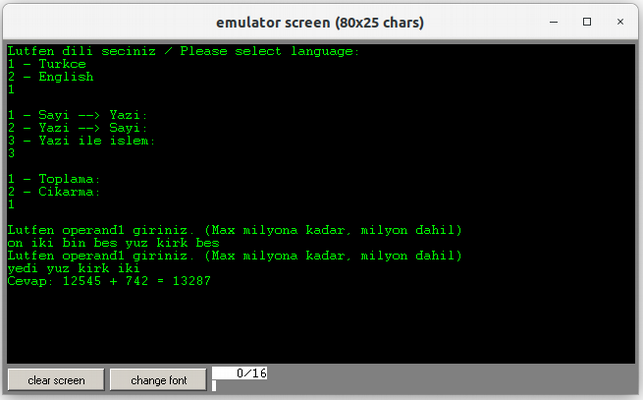 emulator screen (80x25 chars)
Lutfen dili seciniz / Please select language:
1 - Turkce
2 - English
1
1 - Sayi --> Yazi:
2 - Yazi --> Sayi:
3 - Yazi ile islem:
3
1 - Toplama:
2 - Cikarma:
1
Lutfen operand1 giriniz. (Max milyona kadar, milyon dahil)
on iki bin bes yuz kirk bes
Lutfen operand1 giriniz. (Max milyona kadar, milyon dahil)
yedi yuz kirk iki
Cevap: 12545 + 742 = 13287
clear screen change font 0/16